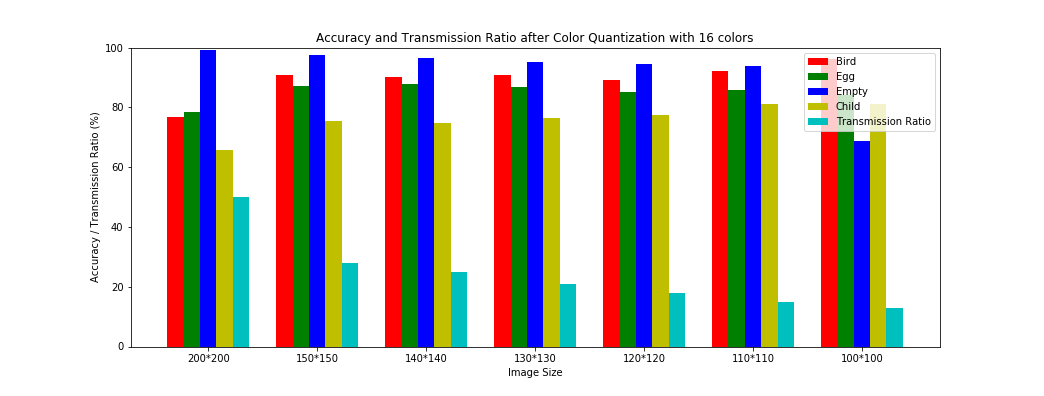 Accuracy and Transmission Ratio after Color Quantization with 16 colors
Accuracy / Transmission Ratio (%)
100
80
60
40
20
0
Bird
Egg
Empty
Child
Transmission Ratio
200*200
150*150
140*140
130*130
120*120
110*110
100*100
Image Size